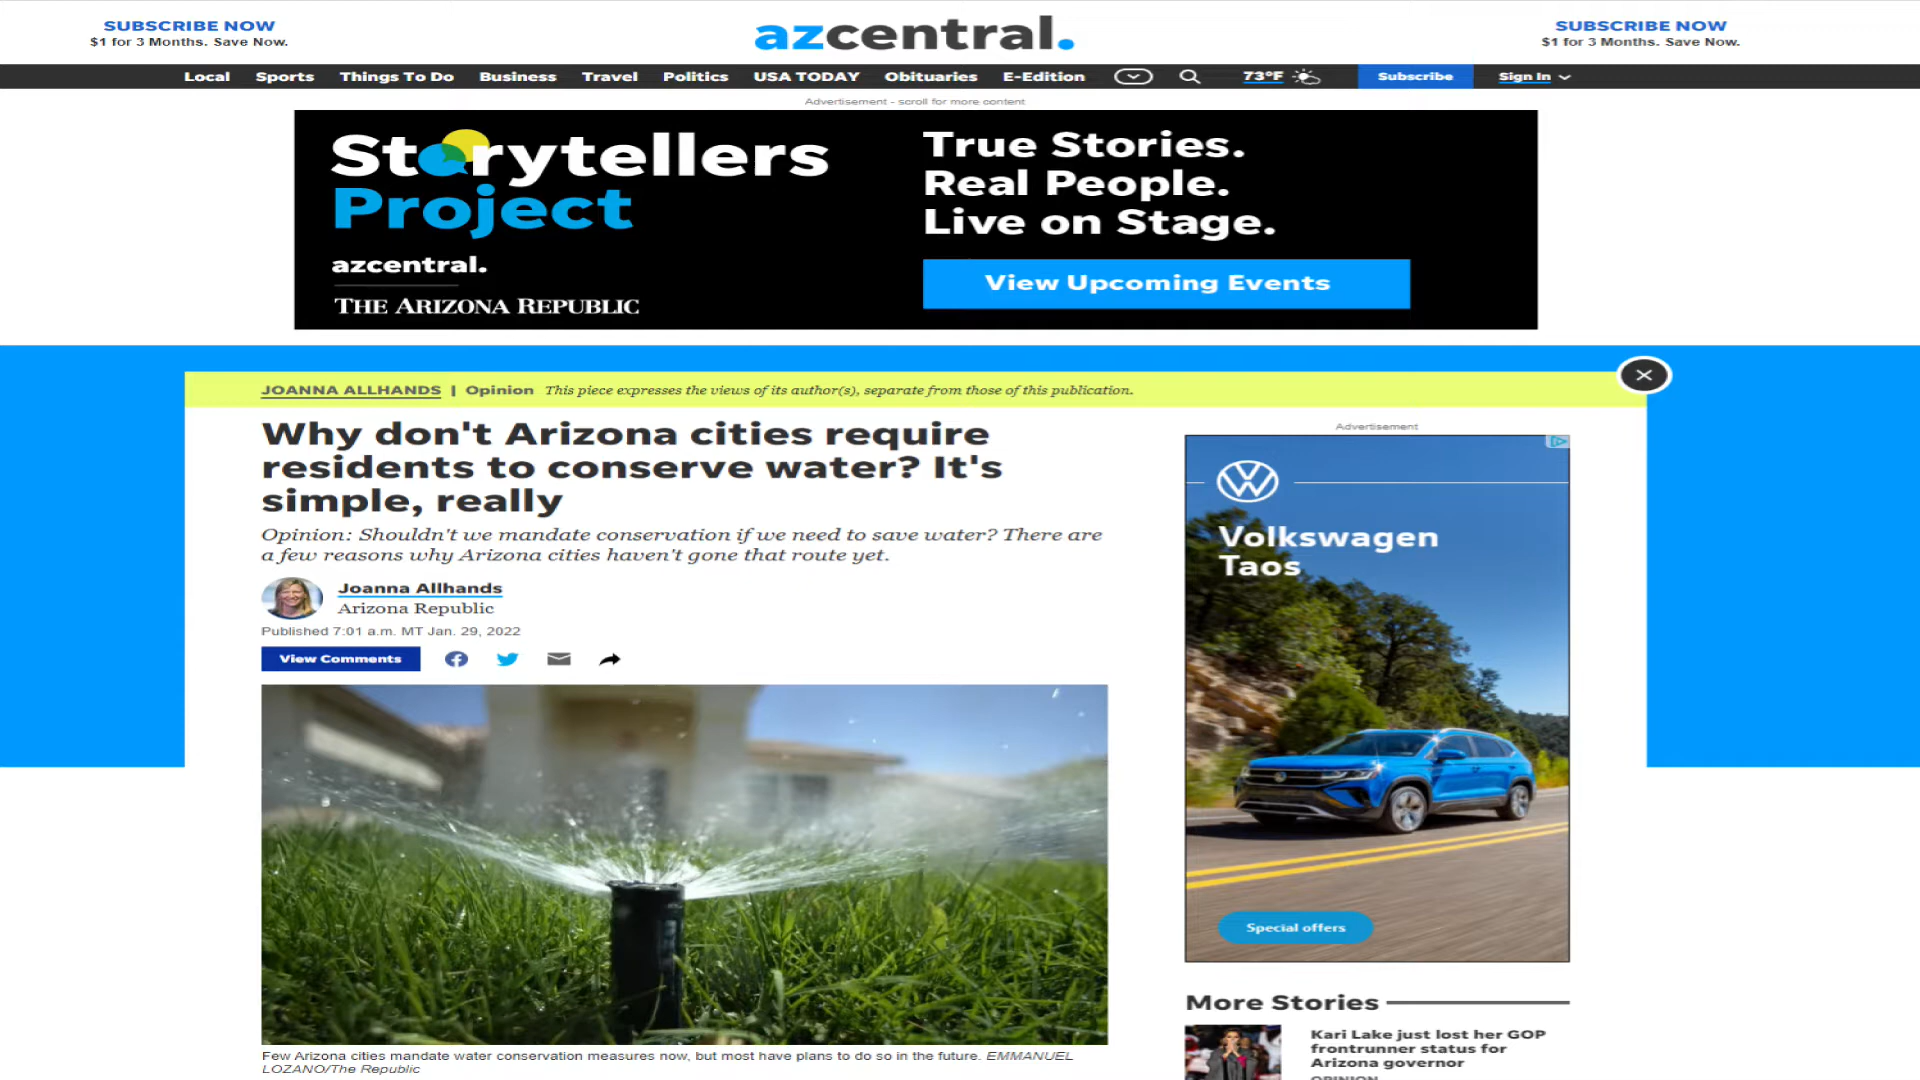 SUBSCRIBE NOW
$1 for 3 Months. Save Now.
azcentral.
SUBSCRIBE NOW
$1 for 3 Months. Save Now.
Local Sports Things To Do Business Travel Politics USA TODAY Obituaries E-Edition 73°F Subscribe Sign In
Advertisement - scroll for more content
Storytellers
Project
azcentral.
THE ARIZONA REPUBLIC
True Stories.
Real People.
Live on Stage.
View Upcoming Events
JOANNA ALLHANDS | Opinion This piece expresses the views of its author(s), separate from those of this publication.
Why don't Arizona cities require
residents to conserve water? It's
simple, really
Opinion: Shouldn't we mandate conservation if we need to save water? There are
a few reasons why Arizona cities haven't gone that route yet.
Joanna Allhands
Arizona Republic
Published 7:01 a.m. MT Jan. 29, 2022
View Comments
Few Arizona cities mandate water conservation measures now, but most have plans to do so in the future. EMMANUEL
LOZANO/The Republic
Advertisement
Volkswagen
Taos
Special offers
More Stories
Kari Lake just lost her GOP
frontrunner status for
Arizona governor
OPINION